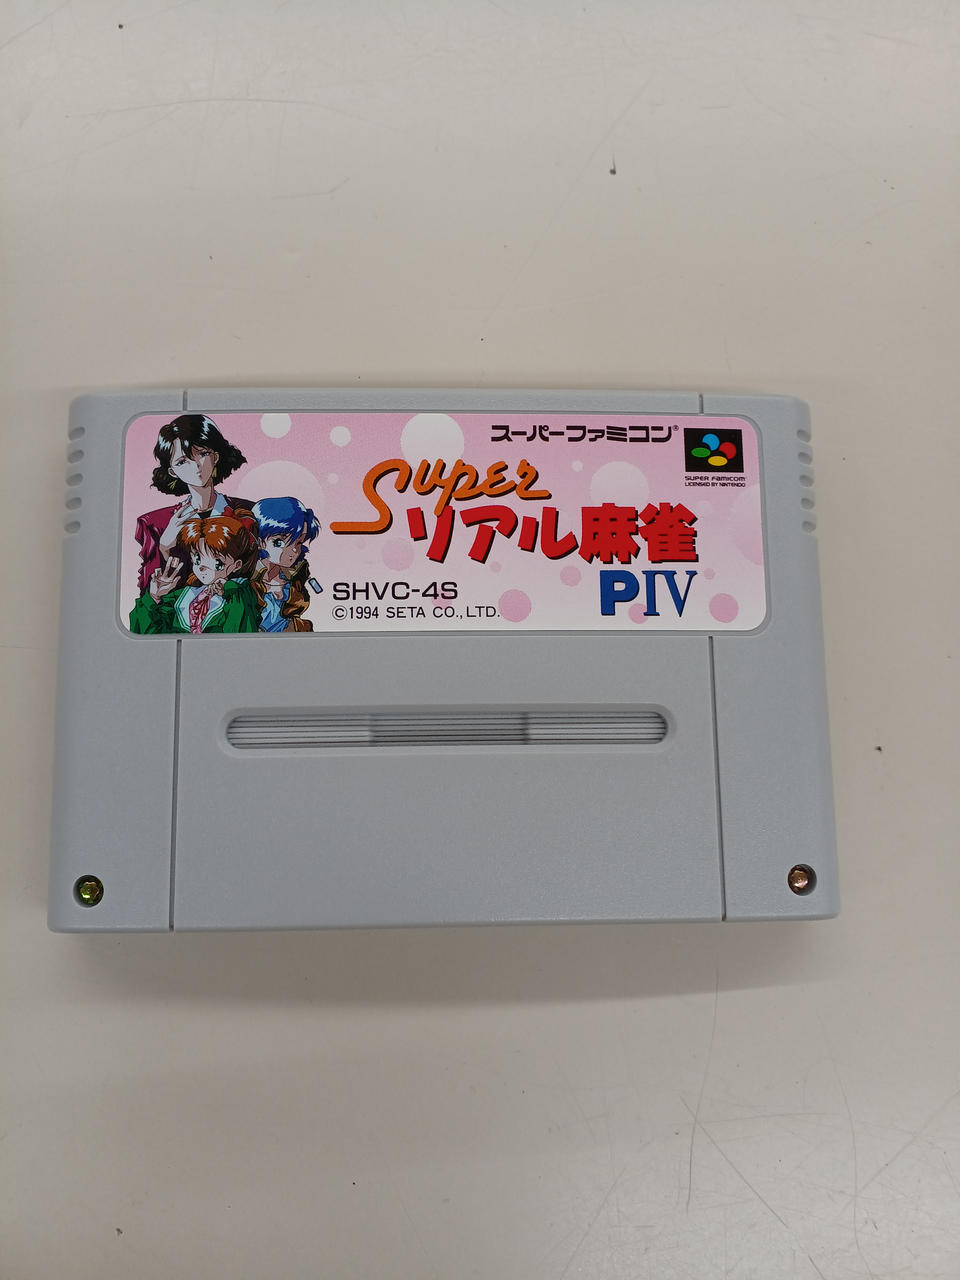 スーパーファミコン®
SUPER FAMICOM
LICENSED BY NINTENDO
Super
リアル麻雀
PIV
SHVC-4S
©1994 SETA CO., LTD.